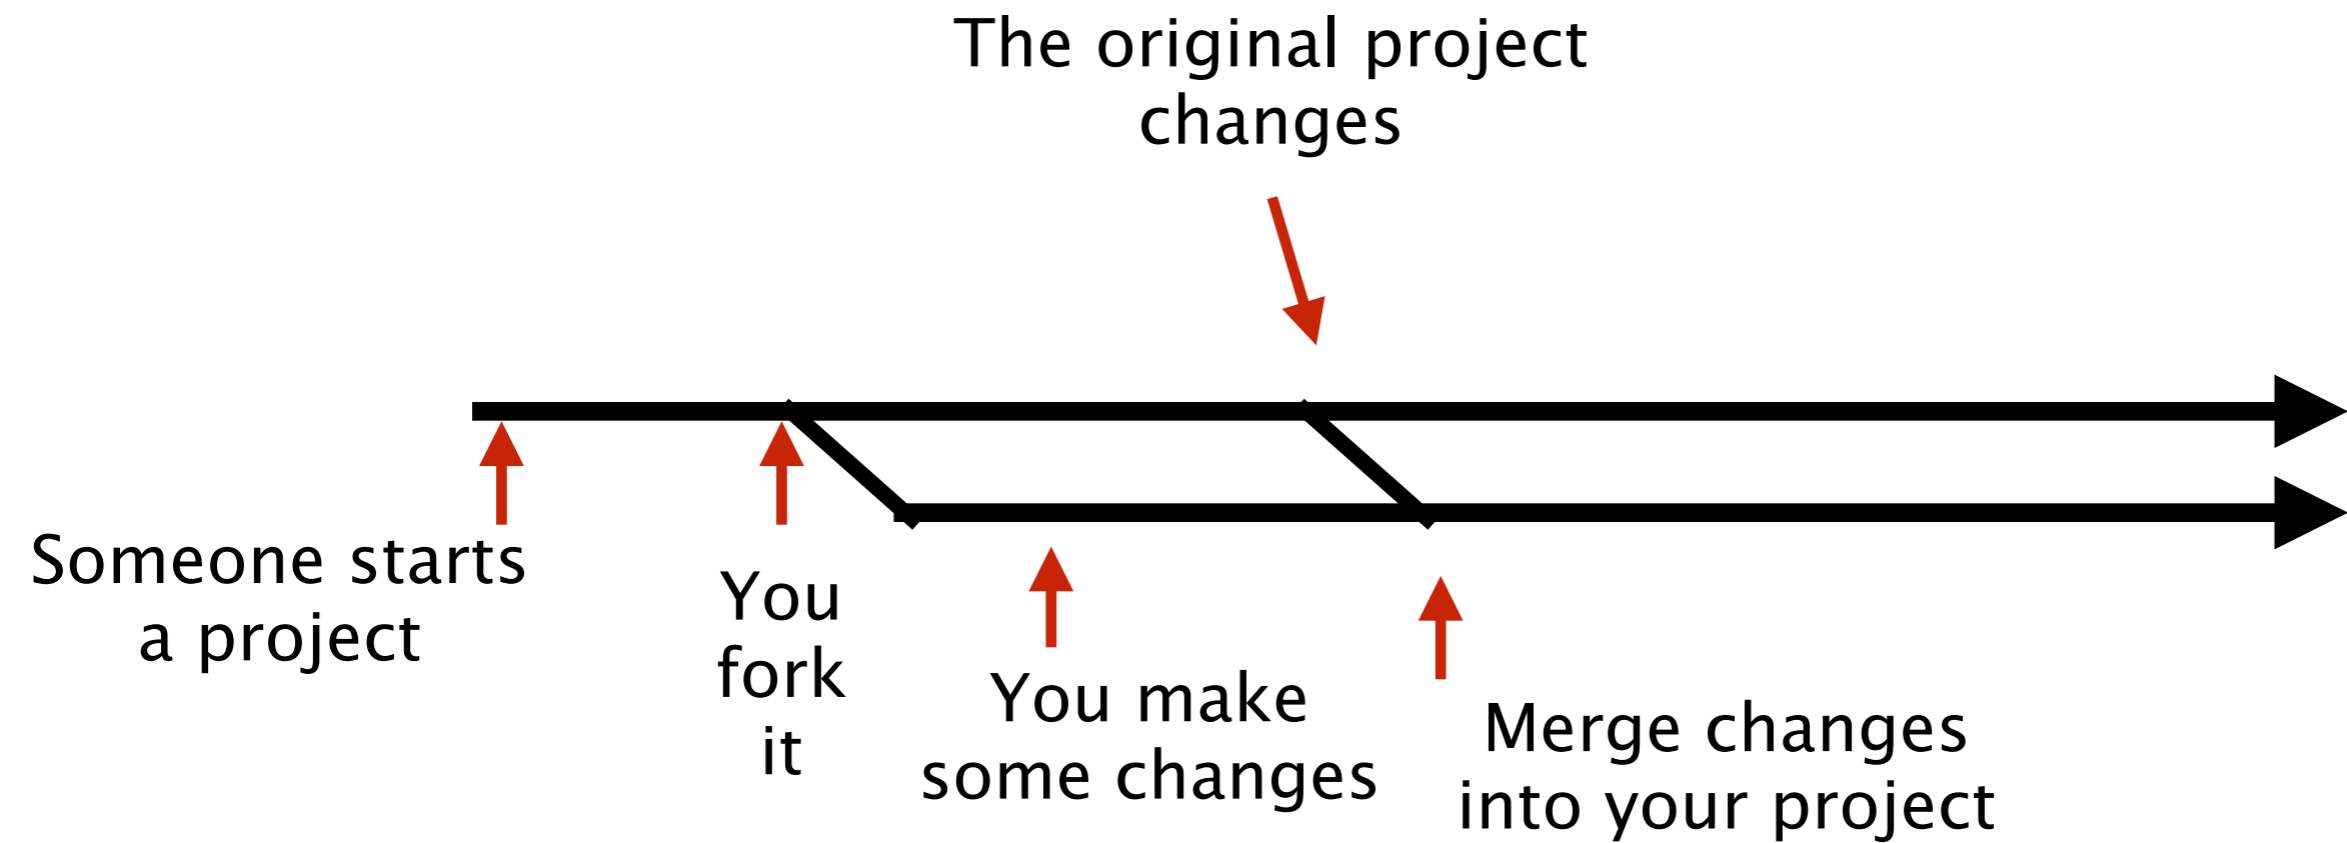 The original project
changes
Someone starts
a project
You
fork
it
You make
some changes
Merge changes
into your project